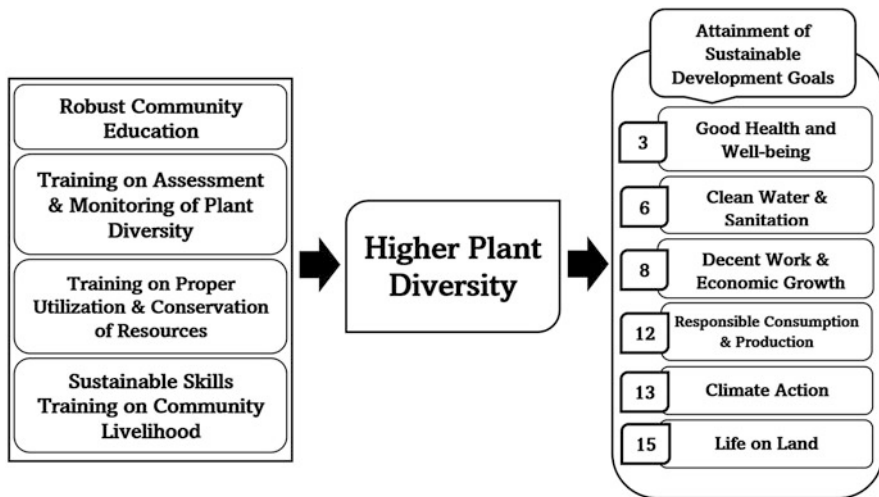 Robust Community
Education
Training on Assessment
& Monitoring of Plant
Diversity
Training on Proper
Utilization & Conservation
of Resources
Sustainable Skills
Training on Community
Livelihood
Higher Plant
Diversity
Attainment of
Sustainable
Development Goals
3
Good Health and
Well-being
6
Clean Water &
Sanitation
8
Decent Work &
Economic Growth
12
Responsible Consumption
& Production
13
Climate Action
15
Life on Land